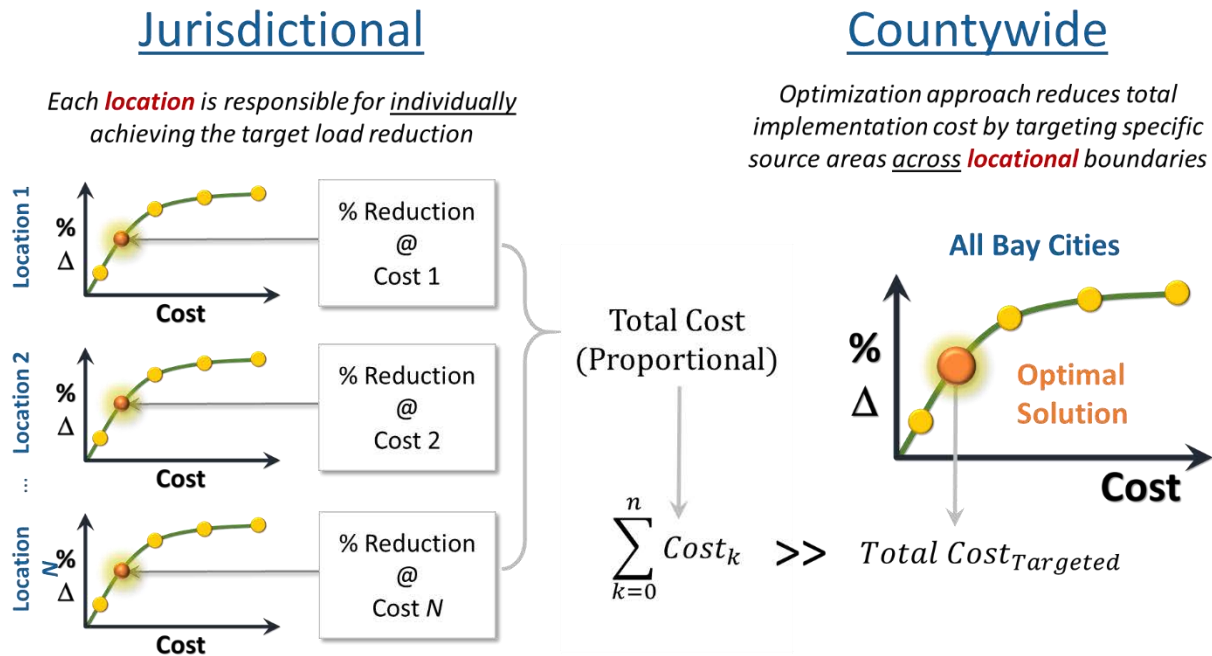 Jurisdictional
Each location is responsible for individually
achieving the target load reduction
Location 1
%
Δ
Cost
% Reduction
@
Cost 1
Location 2
%
Δ
Cost
% Reduction
@
Cost 2
...
Location
N
%
Δ
Cost
% Reduction
@
Cost N
Total Cost
(Proportional)
n
∑ Cost_k >> Total Cost_Targeted
k=0
Countywide
Optimization approach reduces total
implementation cost by targeting specific
source areas across locational boundaries
All Bay Cities
%
Δ
Optimal
Solution
Cost